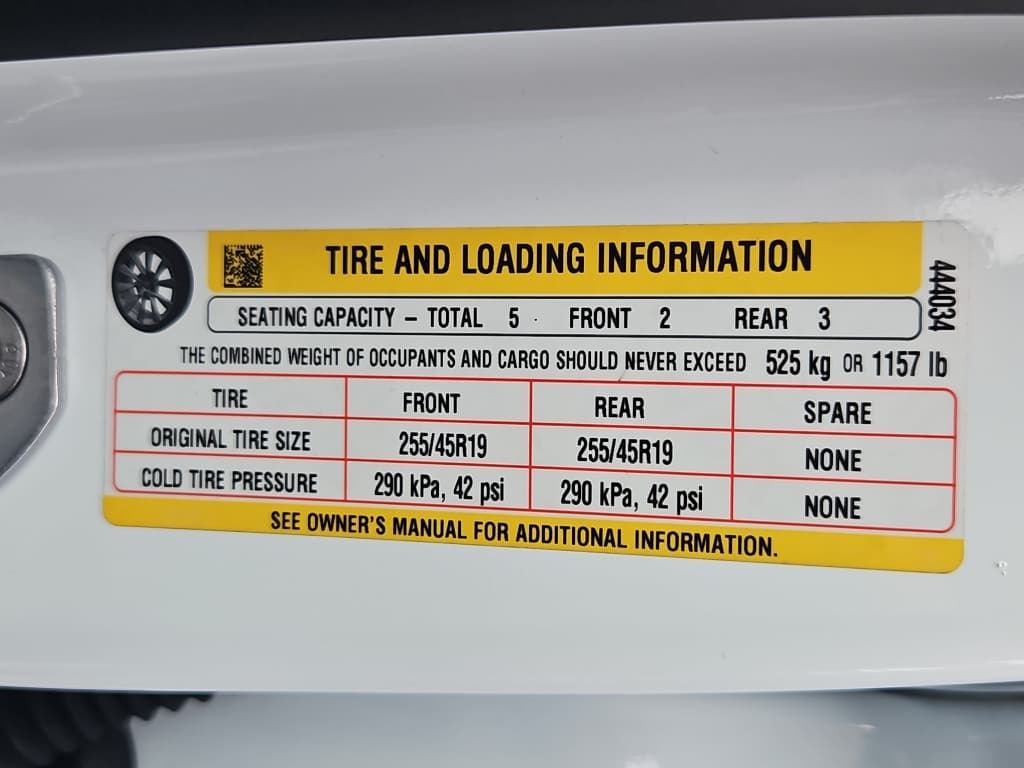 TIRE AND LOADING INFORMATION
SEATING CAPACITY – TOTAL 5 FRONT 2 REAR 3
444034
THE COMBINED WEIGHT OF OCCUPANTS AND CARGO SHOULD NEVER EXCEED 525 kg OR 1157 lb
TIRE FRONT REAR SPARE
ORIGINAL TIRE SIZE 255/45R19 255/45R19 NONE
COLD TIRE PRESSURE 290 kPa, 42 psi 290 kPa, 42 psi NONE
SEE OWNER'S MANUAL FOR ADDITIONAL INFORMATION.